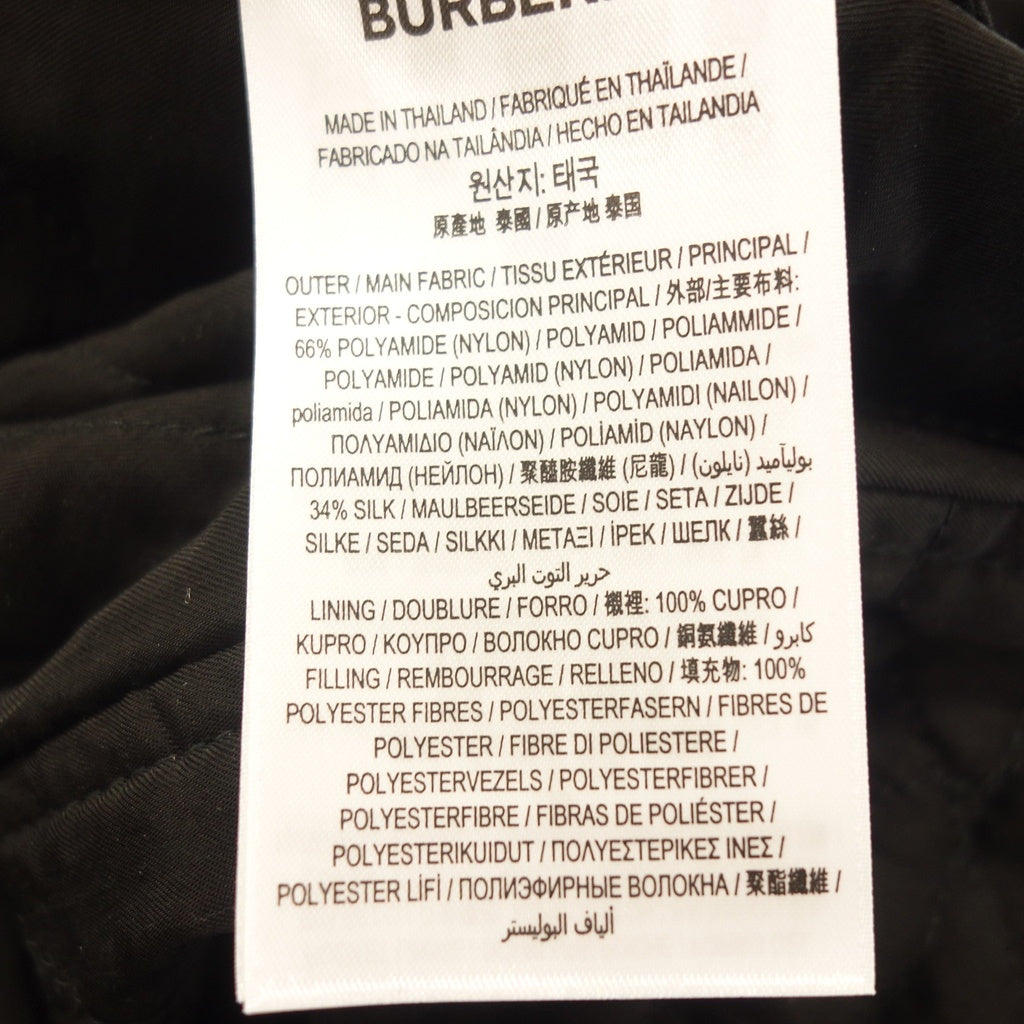 BURBERRY
MADE IN THAILAND / FABRIQUÉ EN THAÏLANDE /
FABRICADO NA TAILÂNDIA / HECHO EN TAILANDIA
원산지: 태국
原產地 泰國 / 原产地 泰国
OUTER / MAIN FABRIC / TISSU EXTÉRIEUR / PRINCIPAL /
EXTERIOR - COMPOSICION PRINCIPAL / 外部/主要布料:
66% POLYAMIDE (NYLON) / POLYAMID / POLIAMMIDE /
POLYAMIDE / POLYAMID (NYLON) / POLIAMIDA /
poliamida / POLIAMIDA (NYLON) / POLYAMIDI (NAILON) /
ΠΟΛΥΑΜΙΔΙΟ (ΝΑΪΛΟΝ) / POLİAMİD (NAYLON) /
ПОЛИАМИД (НЕЙЛОН) / 聚醯胺纖維 (尼龍) / بولياَميد (نايلون)
34% SILK / MAULBEERSEIDE / SOIE / SETA / ZIJDE /
SILKE / SEDA / SILKKI / ΜΕΤΑΞΙ / İPEK / ШЕЛК / 蠶絲 /
حرير التوت البري
LINING / DOUBLURE / FORRO / 襯裡: 100% CUPRO /
KUPRO / ΚΟΥΠΡΟ / ВОЛОКНО CUPRO / 銅氨纖維 / كابرو
FILLING / REMBOURRAGE / RELLENO / 填充物: 100%
POLYESTER FIBRES / POLYESTERFASERN / FIBRES DE
POLYESTER / FIBRE DI POLIESTERE /
POLYESTERVEZELS / POLYESTERFIBRER /
POLYESTERFIBRE / FIBRAS DE POLIÉSTER /
POLYESTERIKUIDUT / ΠΟΛΥΕΣΤΕΡΙΚΕΣ ΙΝΕΣ /
POLYESTER LİFİ / ПОЛИЭФИРНЫЕ ВОЛОКНА / 聚酯纖維 /
ألياف البوليستر